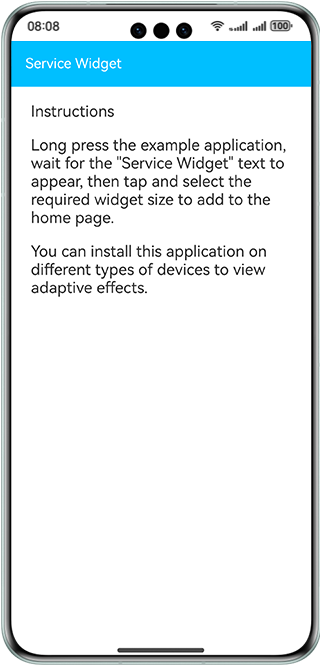 08:08
100
Service Widget
Instructions
Long press the example application,
wait for the "Service Widget" text to
appear, then tap and select the
required widget size to add to the
home page.
You can install this application on
different types of devices to view
adaptive effects.